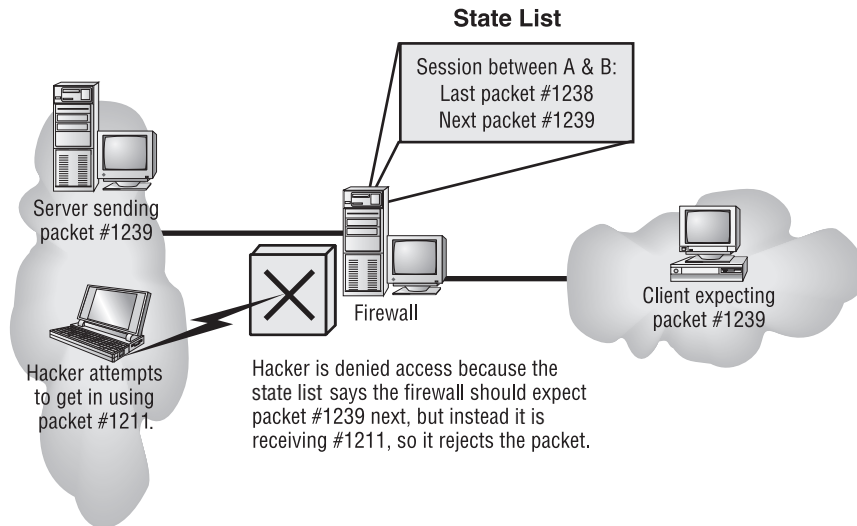 State List
Session between A & B:
Last packet #1238
Next packet #1239
Server sending
packet #1239
Firewall
Client expecting
packet #1239
Hacker attempts
to get in using
packet #1211.
Hacker is denied access because the
state list says the firewall should expect
packet #1239 next, but instead it is
receiving #1211, so it rejects the packet.